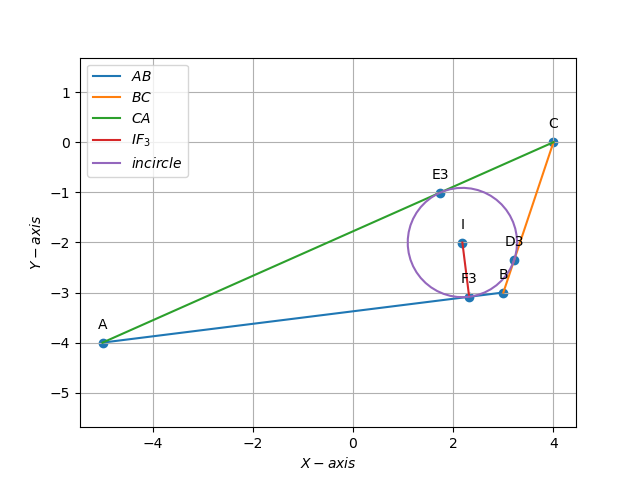 AB
BC
CA
IF₃
incircle
A
B
C
D3
E3
F3
I
1
0
−1
−2
−3
−4
−5
−4
−2
0
2
4
X − axis
Y − axis